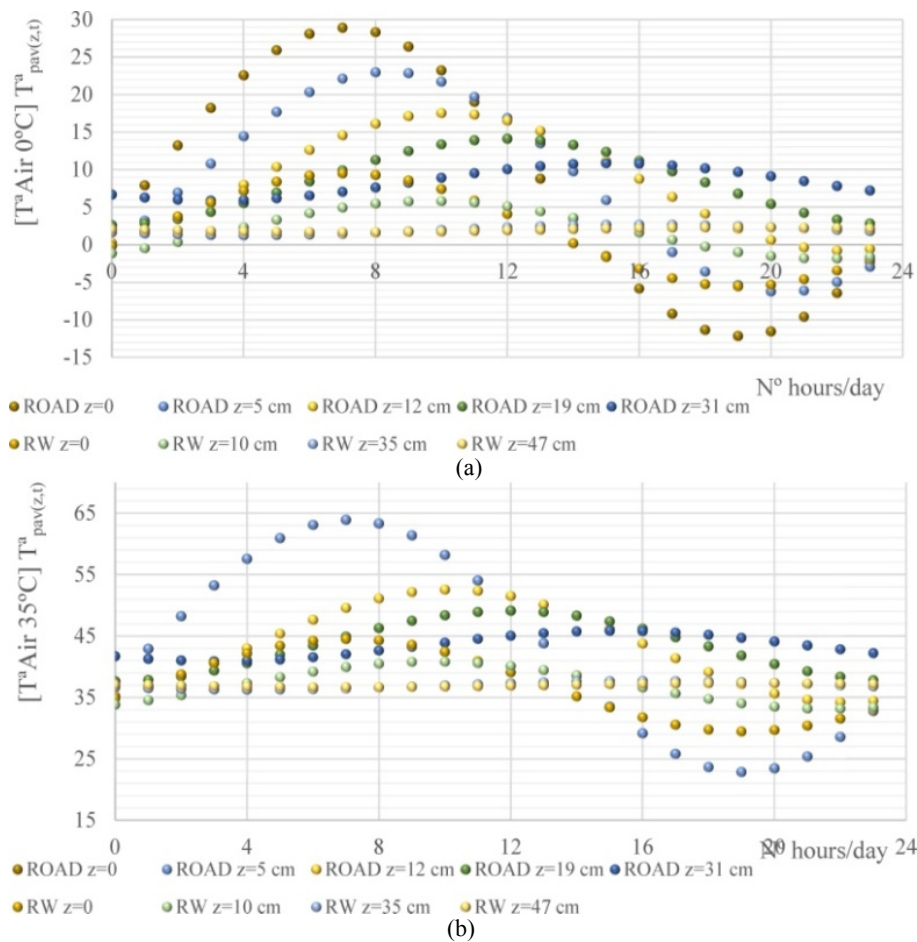 [TªAir 0ºC] Tªpav(z,t)
30
25
20
15
10
5
0
-5
-10
-15
0 4 8 12 16 20 24
Nº hours/day
ROAD z=0 ROAD z=5 cm ROAD z=12 cm ROAD z=19 cm ROAD z=31 cm
RW z=0 RW z=10 cm RW z=35 cm RW z=47 cm
(a)
[TªAir 35ºC] Tªpav(z,t)
65
55
45
35
25
15
0 4 8 12 16 20 24
Nº hours/day
ROAD z=0 ROAD z=5 cm ROAD z=12 cm ROAD z=19 cm ROAD z=31 cm
RW z=0 RW z=10 cm RW z=35 cm RW z=47 cm
(b)